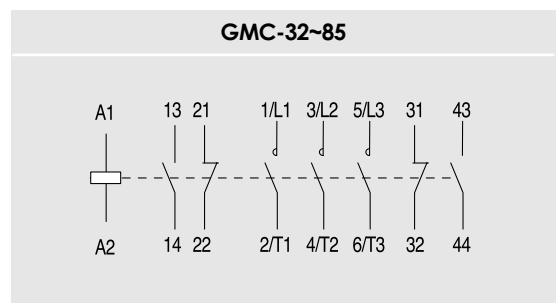 GMC-32~85
A1 13 21 1/L1 3/L2 5/L3 31 43
A2 14 22 2/T1 4/T2 6/T3 32 44